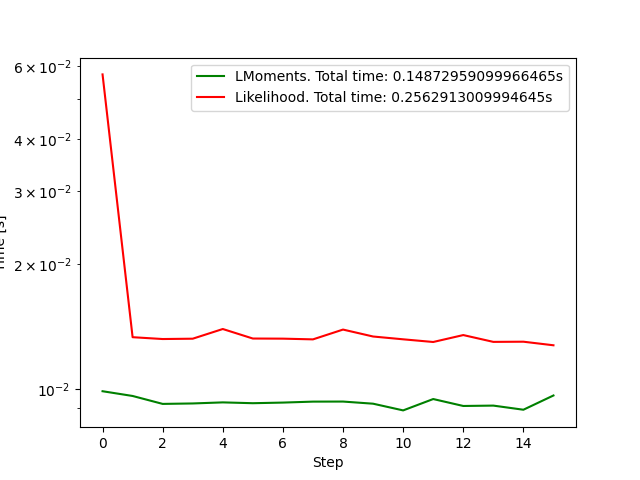 LMoments. Total time: 0.14872959099966465s
Likelihood. Total time: 0.2562913009994645s
6 × 10⁻²
4 × 10⁻²
3 × 10⁻²
2 × 10⁻²
10⁻²
[s]
0 2 4 6 8 10 12 14
Step